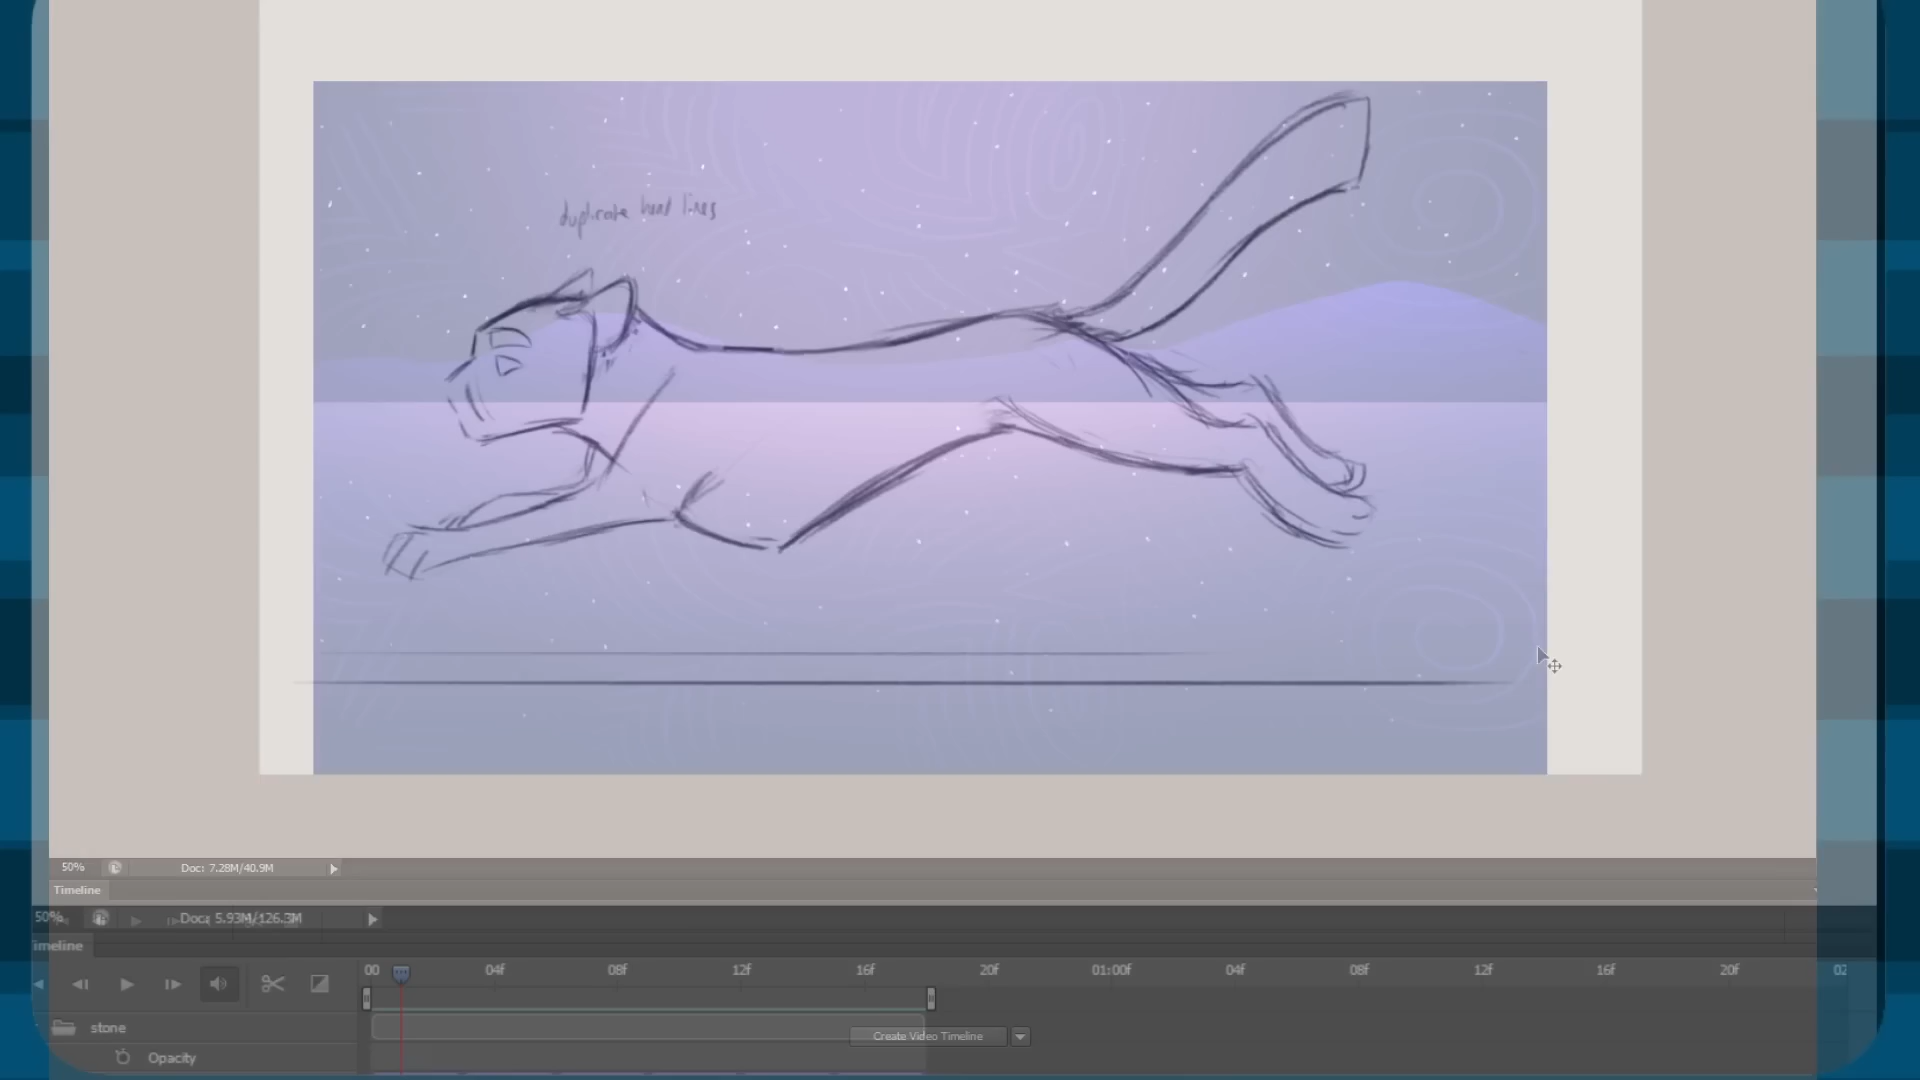 duplicate head lines
50%
Doc: 7.28M/40.9M
Timeline
50%
Doc: 5.93M/126.3M
Timeline
00 04f 08f 12f 16f 20f 01:00f 04f 08f 12f 16f 20f 02
stone
Create Video Timeline
Opacity